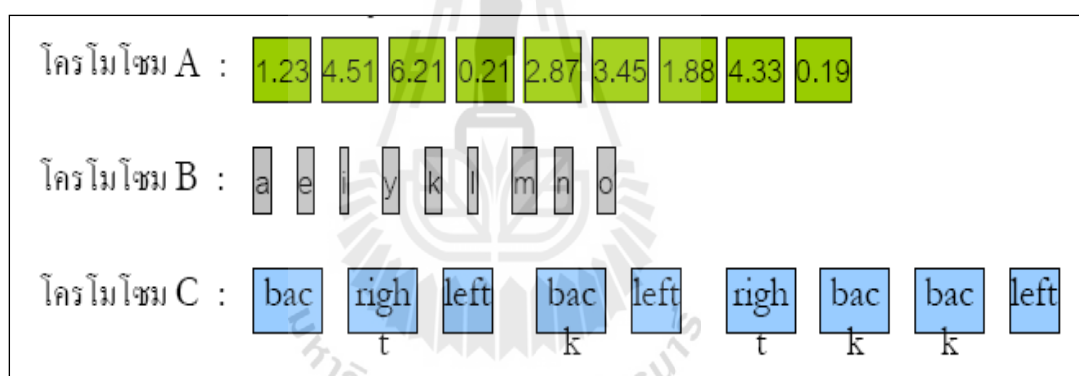 โครโมโซม A : 1.23 4.51 6.21 0.21 2.87 3.45 1.88 4.33 0.19
โครโมโซม B : a e i y k l m n o
โครโมโซม C : bac righ left bac left righ bac bac left
t k t k k